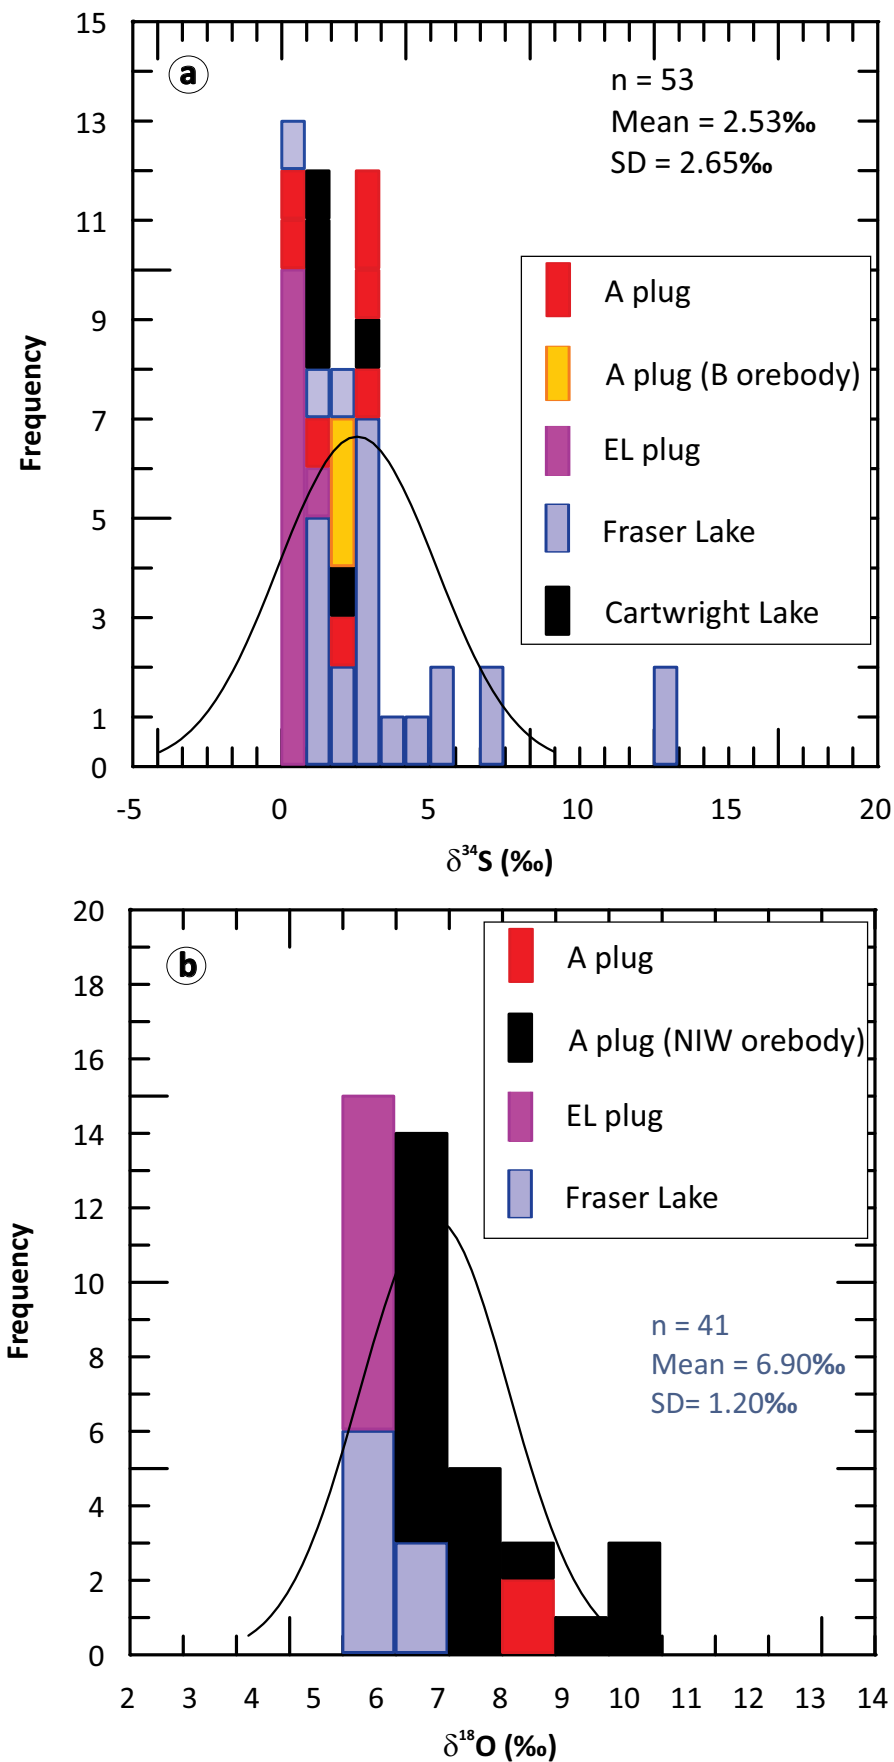 15
13
11
9
7
5
3
1
0
Frequency
a
n = 53
Mean = 2.53‰
SD = 2.65‰
A plug
A plug (B orebody)
EL plug
Fraser Lake
Cartwright Lake
-5 0 5 10 15 20
δ³⁴S (‰)
20
18
16
14
12
10
8
6
4
2
0
Frequency
b
A plug
A plug (NIW orebody)
EL plug
Fraser Lake
n = 41
Mean = 6.90‰
SD= 1.20‰
2 3 4 5 6 7 8 9 10 11 12 13 14
δ¹⁸O (‰)